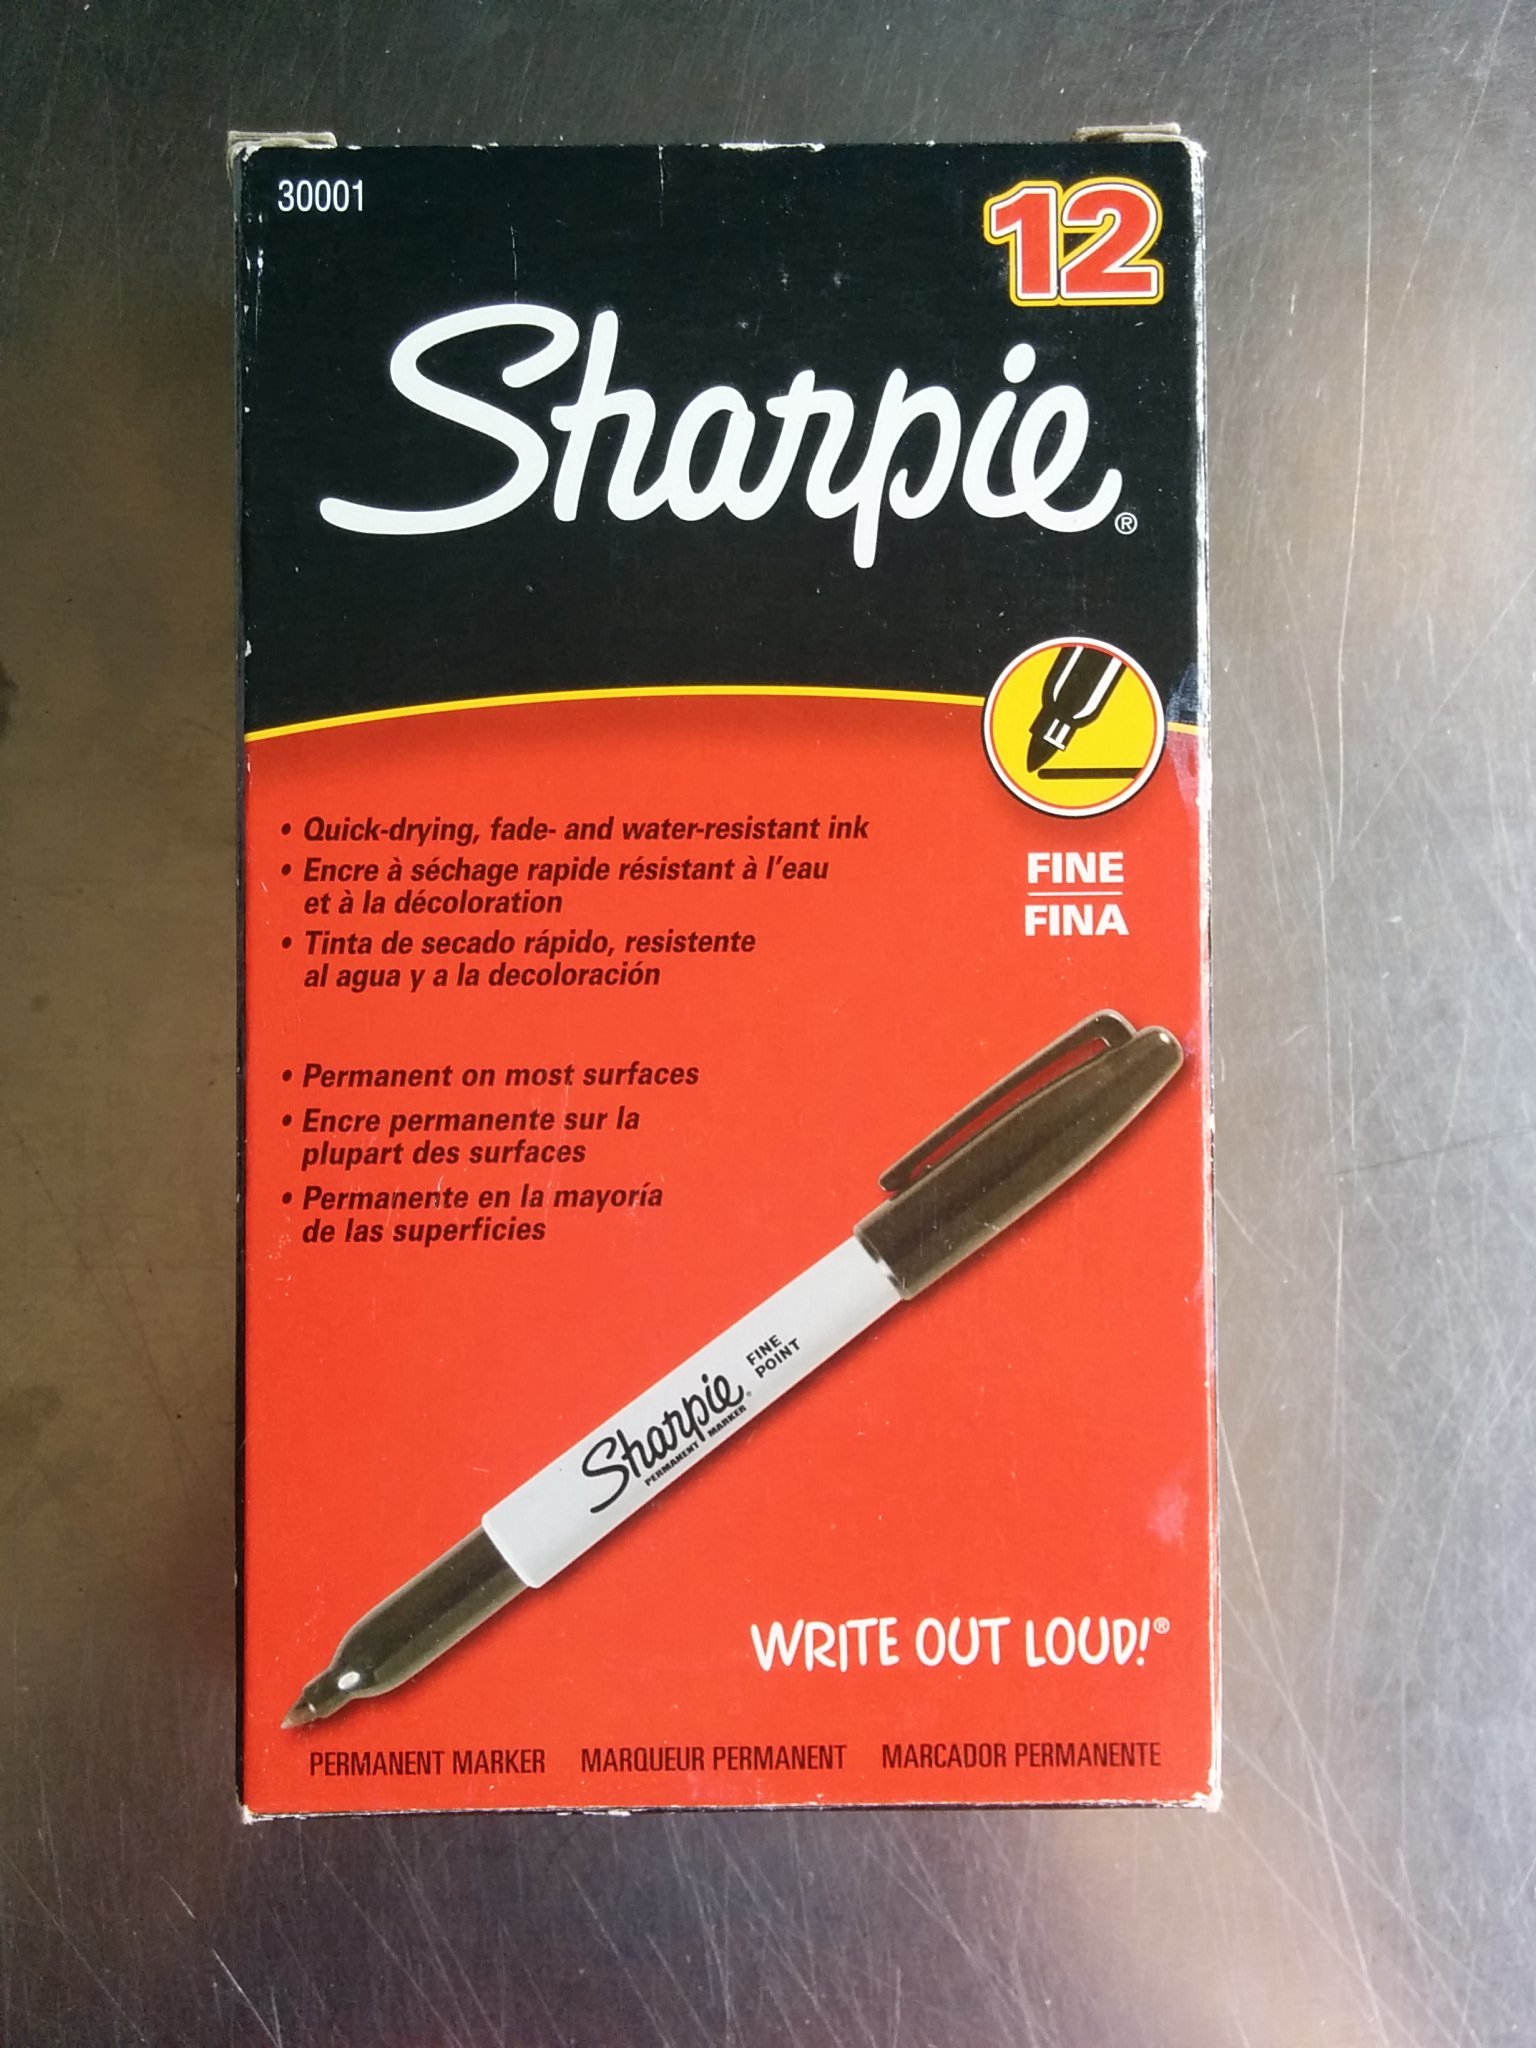 30001
12
Sharpie®
F
• Quick-drying, fade- and water-resistant ink
• Encre à séchage rapide résistant à l'eau
et à la décoloration
• Tinta de secado rápido, resistente
al agua y a la decoloración
FINE
FINA
• Permanent on most surfaces
• Encre permanente sur la
plupart des surfaces
• Permanente en la mayoría
de las superficies
Sharpie®
PERMANENT MARKER
FINE
POINT
WRITE OUT LOUD!®
PERMANENT MARKER MARQUEUR PERMANENT MARCADOR PERMANENTE